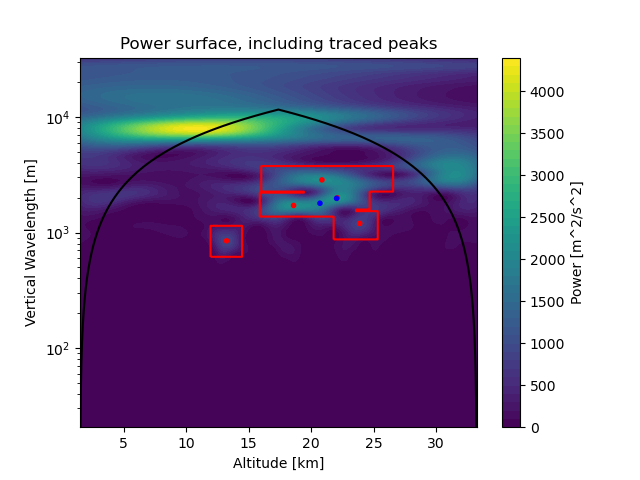 Power surface, including traced peaks
Vertical Wavelength [m]
10^4
10^3
10^2
5 10 15 20 25 30
Altitude [km]
4000
3500
3000
2500
2000
1500
1000
500
0
Power [m^2/s^2]